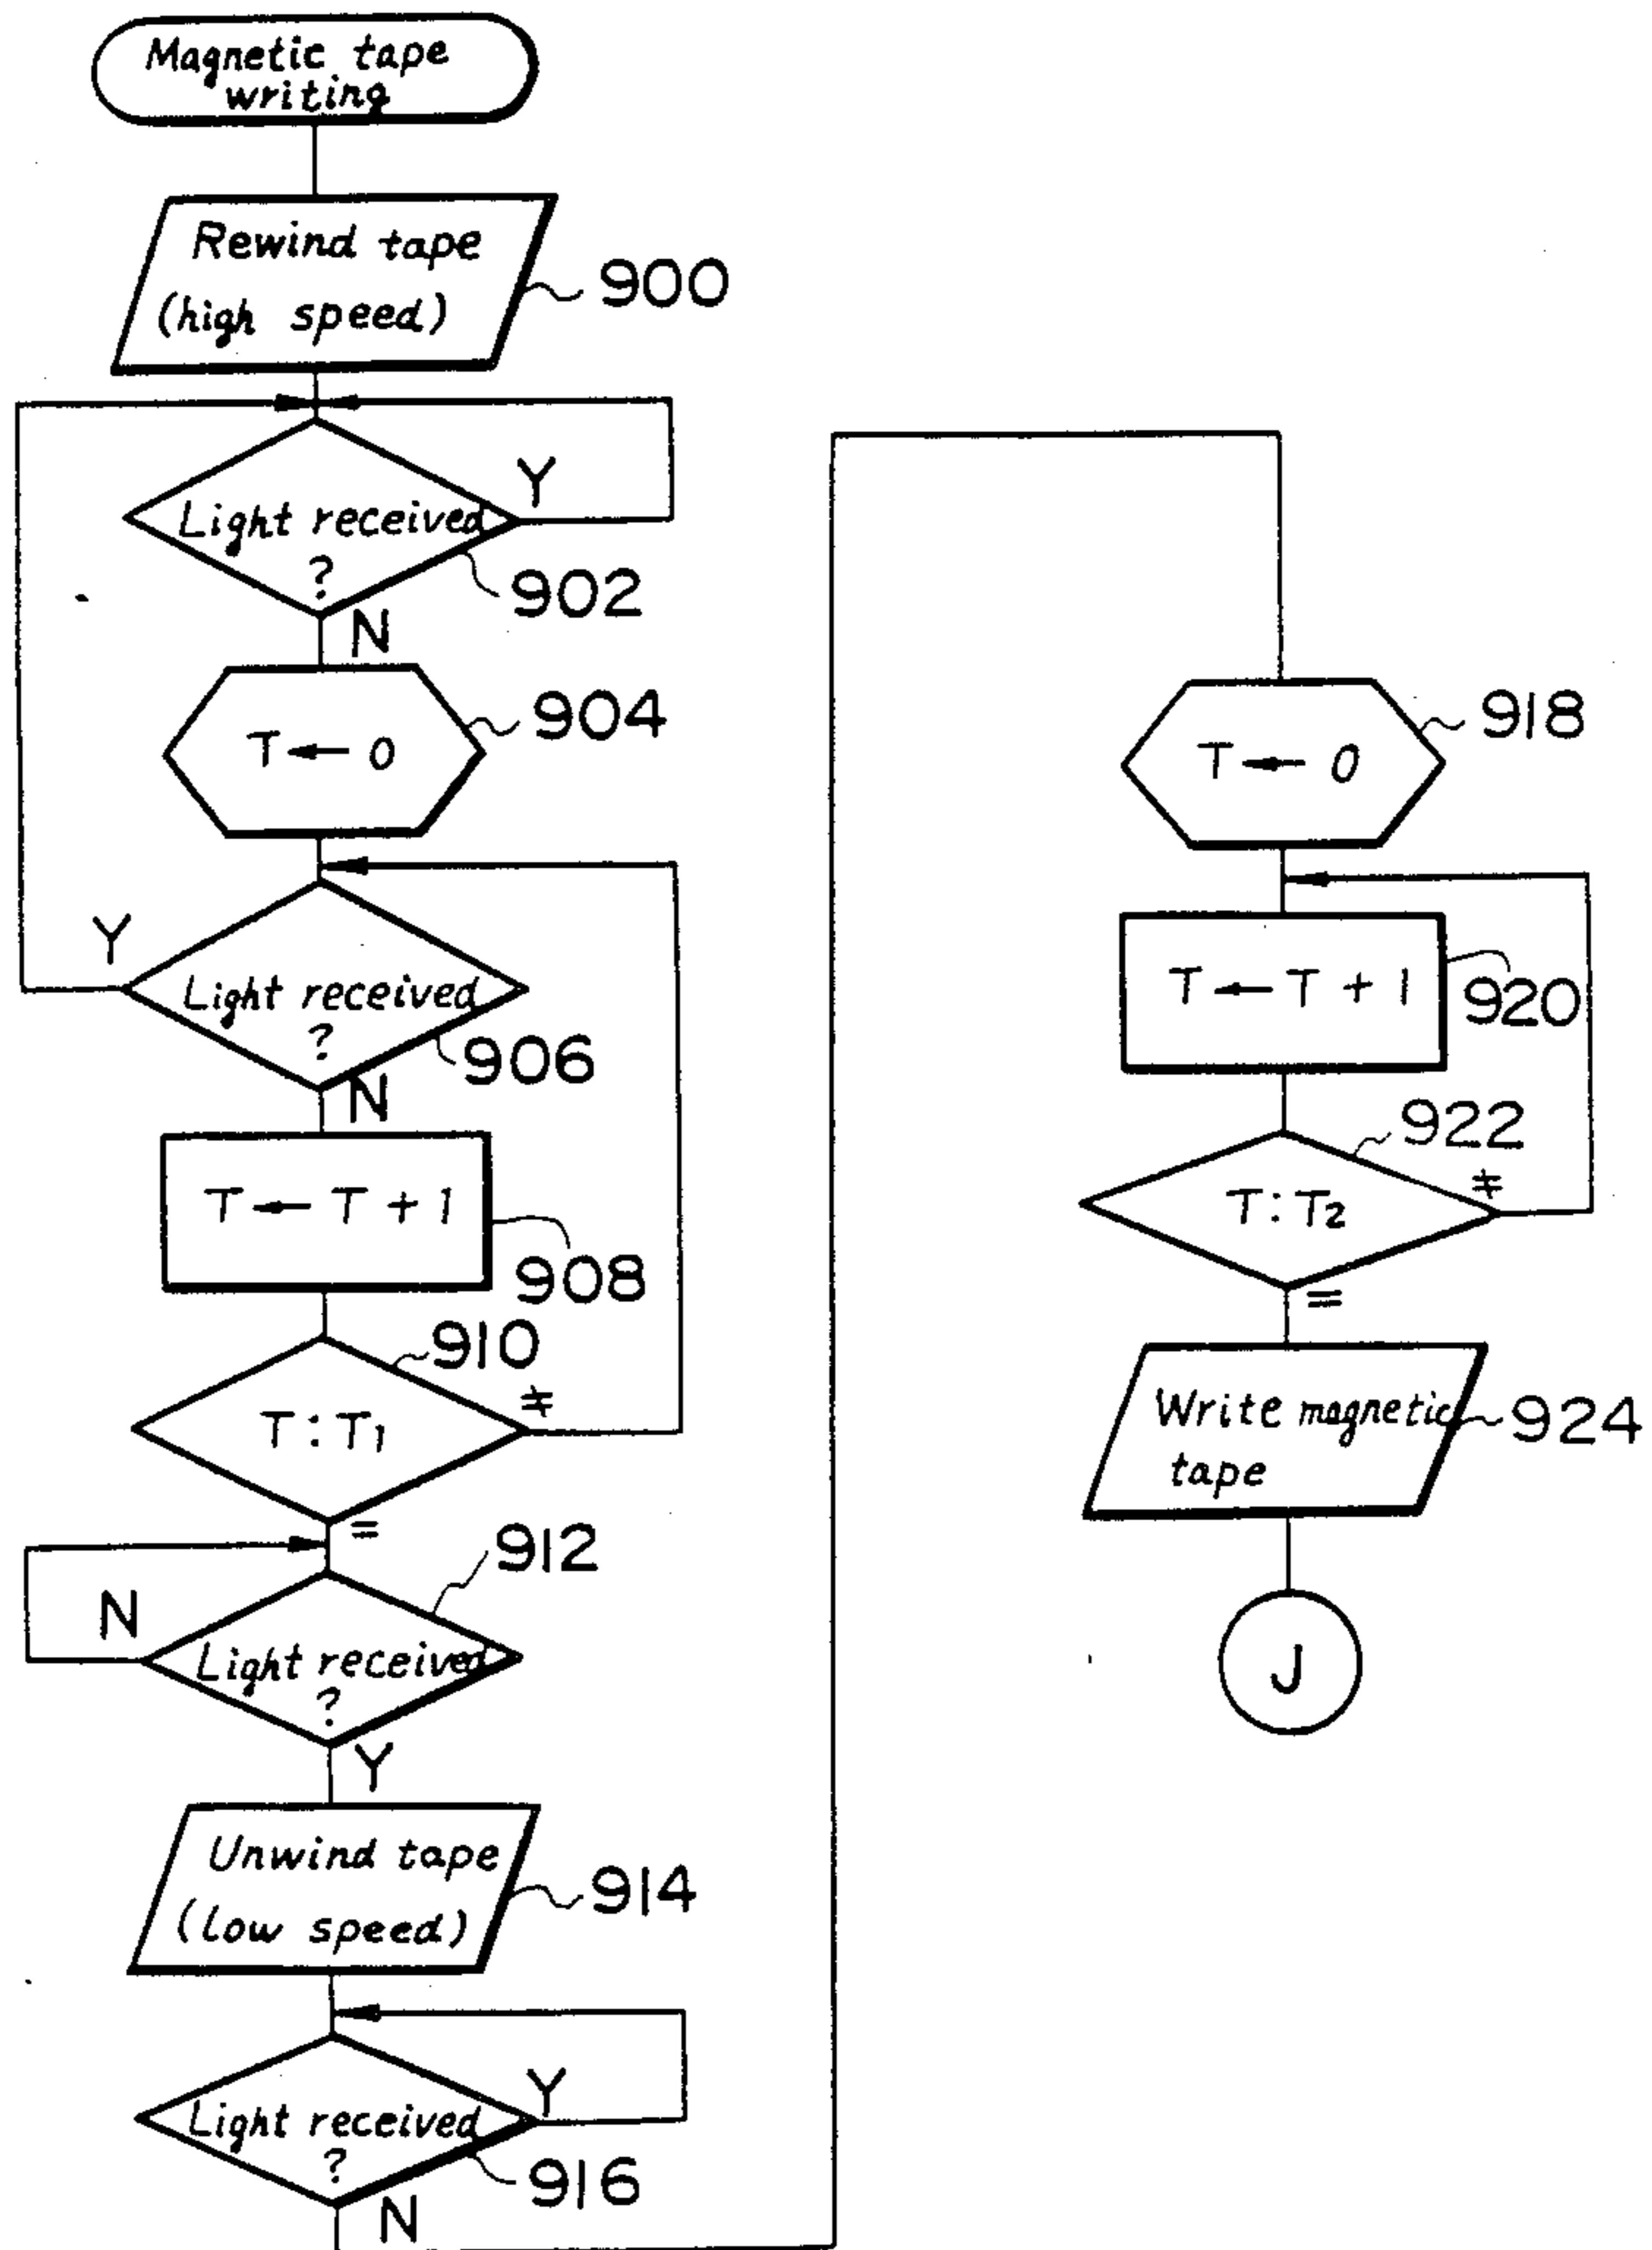 Magnetic tape
writing
Rewind tape
(high speed)
900
Y
Light received
?
902
N
904
T ← 0
Y
Light received
?
906
N
T ← T + 1
908
910
T : T1
≠
=
912
N
Light received
?
Y
Unwind tape
(low speed)
914
Y
Light received
?
916
N
918
T ← 0
T ← T + 1
920
922
T : T2
≠
=
Write magnetic
tape
924
J